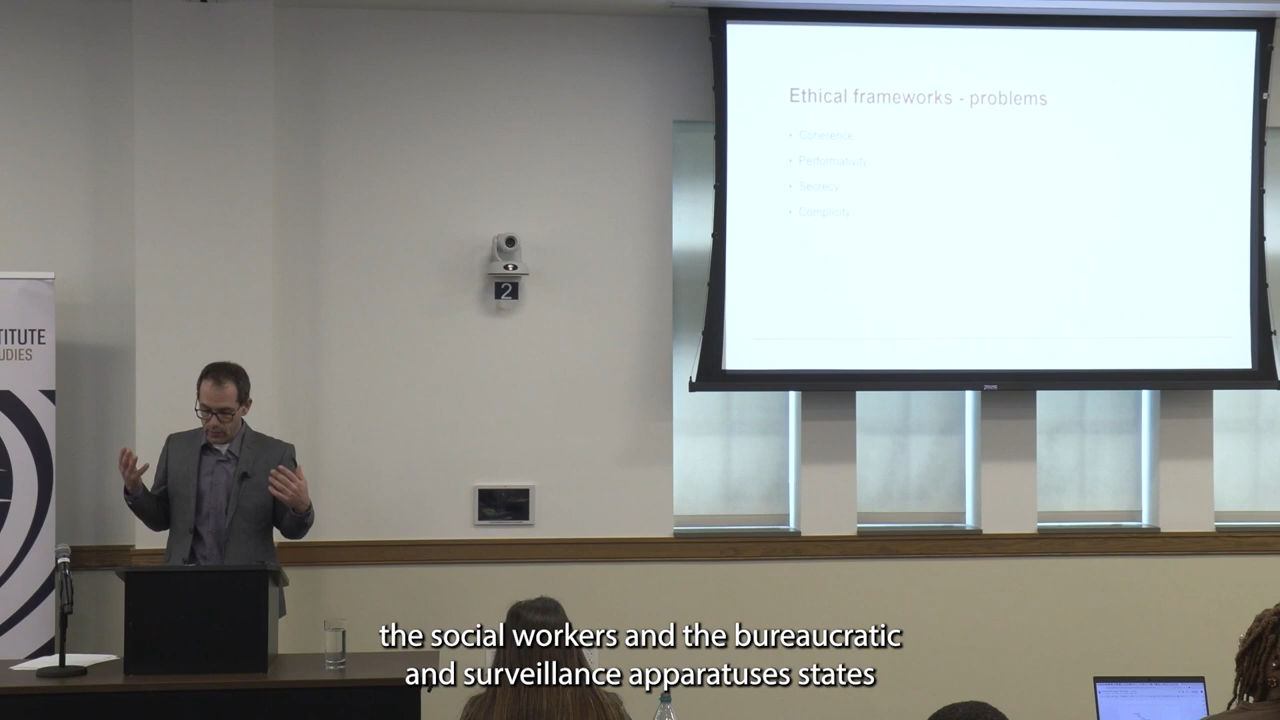 Ethical frameworks - problems
• Coherence
• Performativity
• Secrecy
• Complicity
2
TITUTE
UDIES
the social workers and the bureaucratic
and surveillance apparatuses states